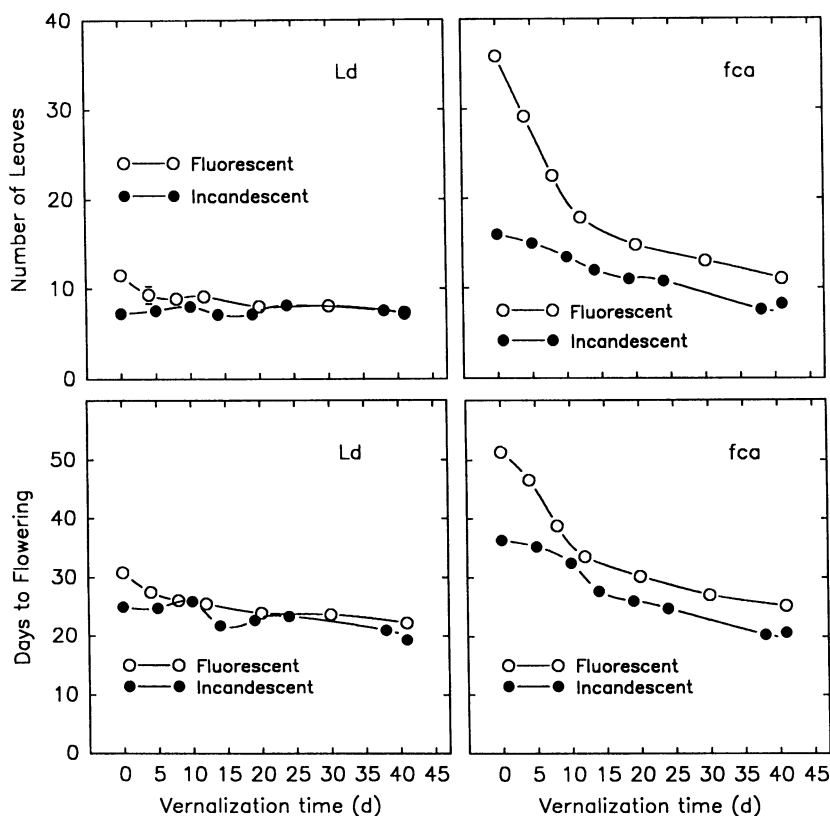 Number of Leaves
40
30
20
10
0
Ld
Fluorescent
Incandescent
fca
Fluorescent
Incandescent
Days to Flowering
50
40
30
20
10
0
Ld
Fluorescent
Incandescent
0 5 10 15 20 25 30 35 40 45
Vernalization time (d)
fca
Fluorescent
Incandescent
0 5 10 15 20 25 30 35 40 45
Vernalization time (d)